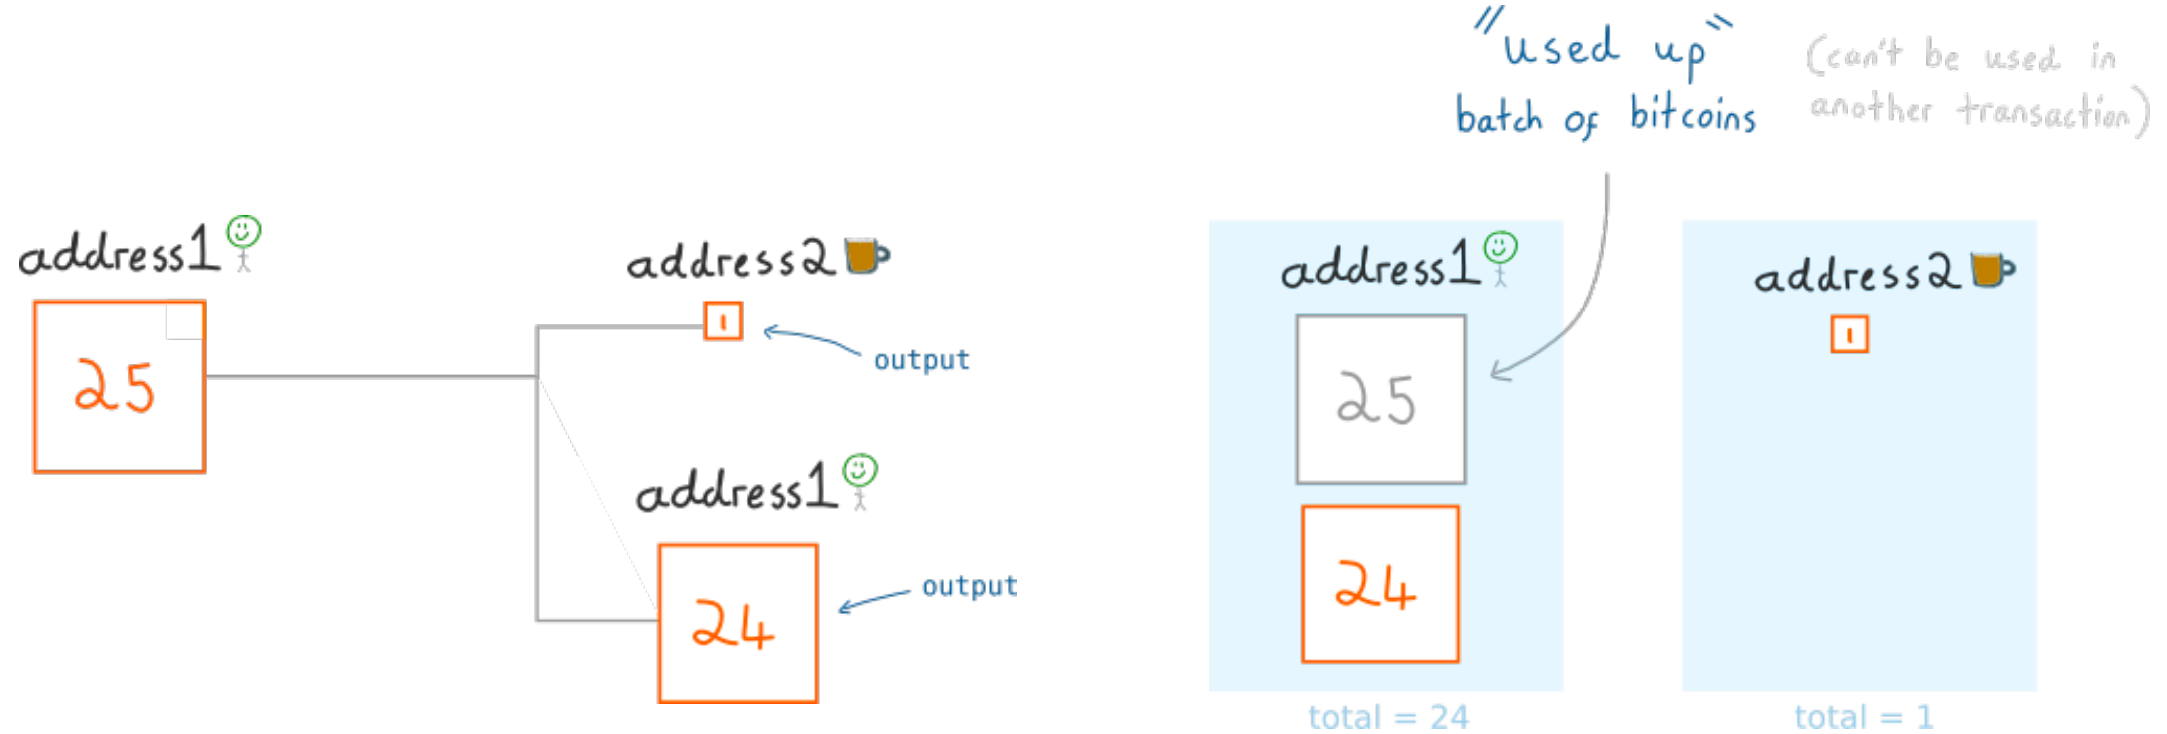 address1
25
address2
1
output
address1
24
output
"used up"
batch of bitcoins
(can't be used in
another transaction)
address1
25
24
total = 24
address2
1
total = 1